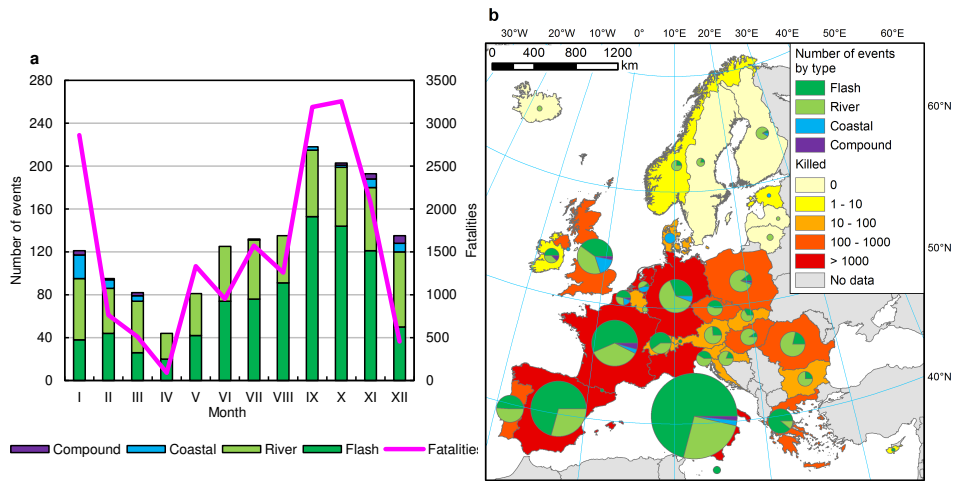 a
280
240
200
160
120
80
40
0
Number of events
3500
3000
2500
2000
1500
1000
500
0
Fatalities
I II III IV V VI VII VIII IX X XI XII
Month
Compound Coastal River Flash Fatalitie
b
30°W 20°W 10°W 0° 10°E 20°E 30°E 40°E 50°E 60°E
0 400 800 1200
km
60°N
50°N
40°N
Number of events
by type
Flash
River
Coastal
Compound
Killed
0
1 - 10
10 - 100
100 - 1000
> 1000
No data